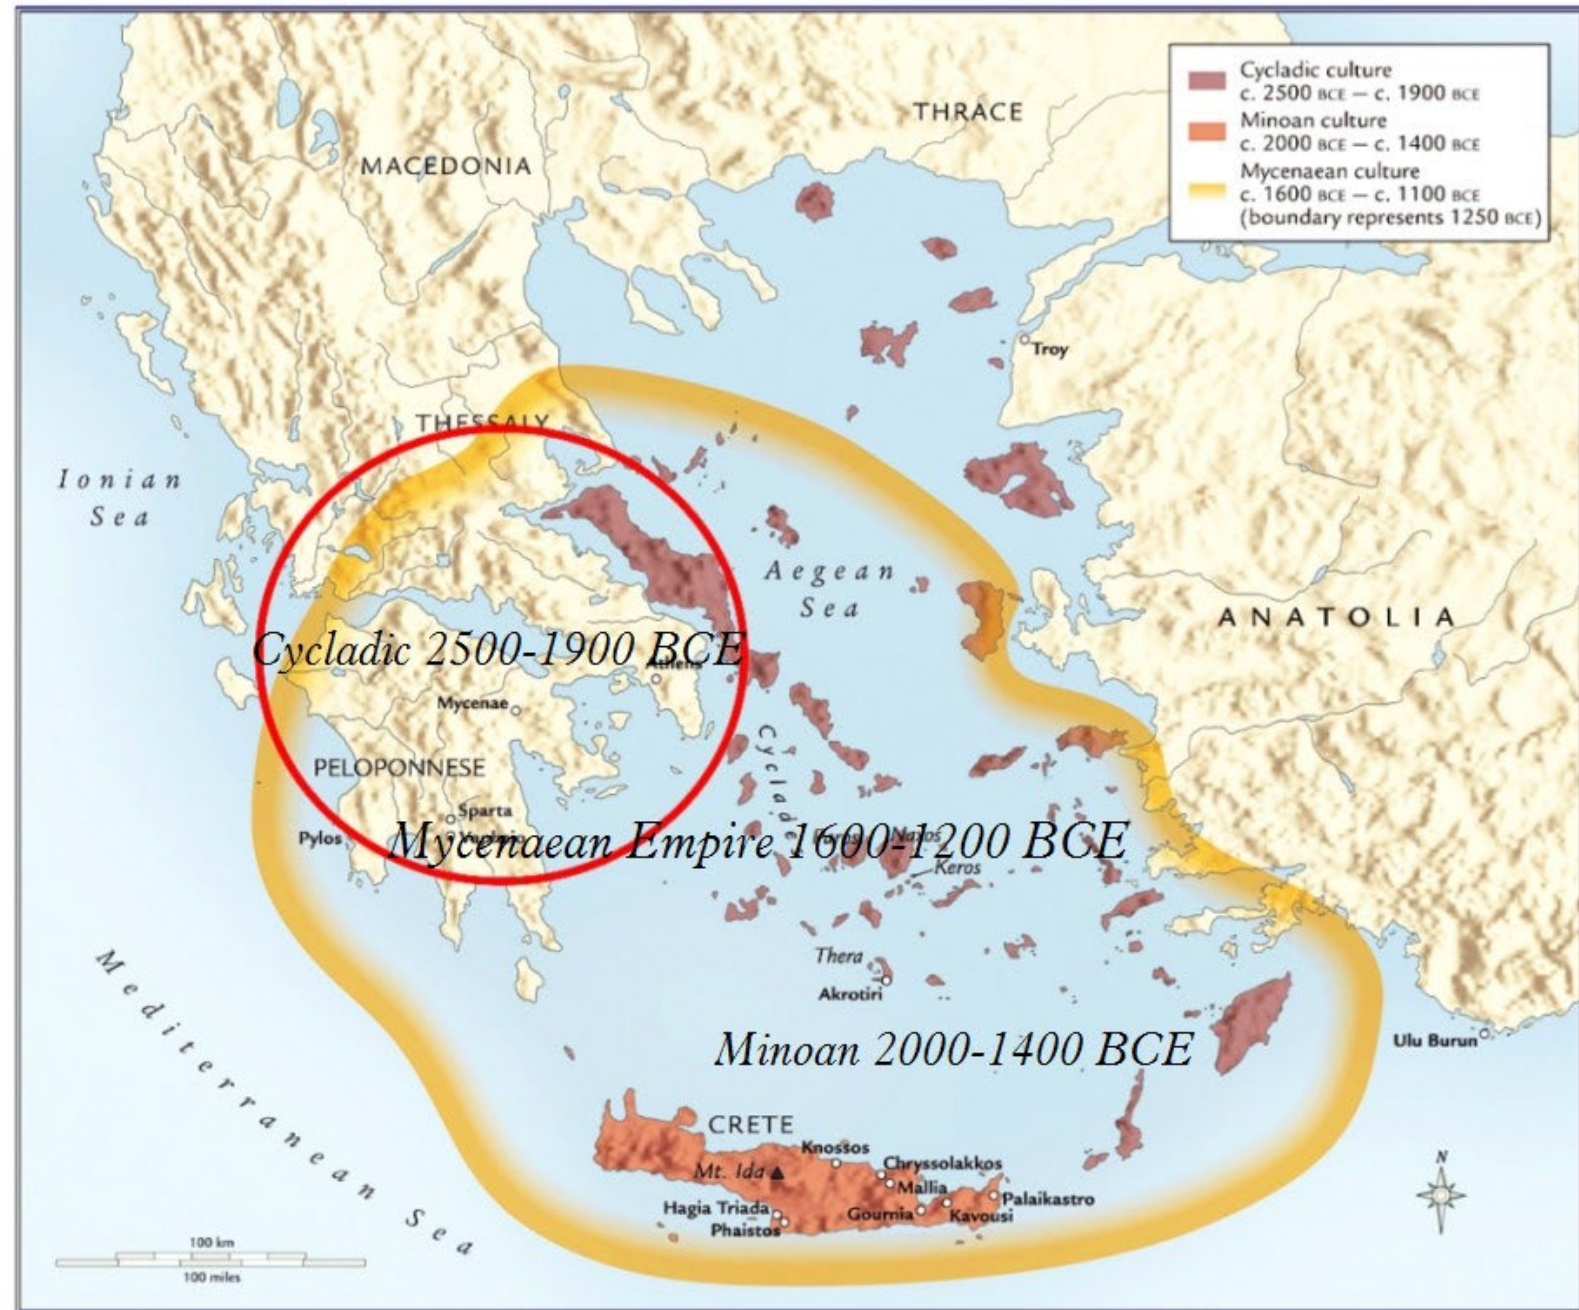 Cycladic culture
c. 2500 BCE – c. 1900 BCE
Minoan culture
c. 2000 BCE – c. 1400 BCE
Mycenaean culture
c. 1600 BCE – c. 1100 BCE
(boundary represents 1250 BCE)
THRACE
MACEDONIA
Troy
THESSALY
Ionian
Sea
Aegean
Sea
ANATOLIA
Cycladic 2500-1900 BCE
Athens
Mycenae
Cyclades
PELOPONNESE
Sparta
Pylos
Mycenaean Empire 1600-1200 BCE
Paros
Naxos
Keros
Thera
Akrotiri
Mediterranean Sea
Ulu Burun
Minoan 2000-1400 BCE
CRETE
Knossos
Chryssolakkos
Mt. Ida
Mallia
Palaikastro
Hagia Triada
Gournia
Kavousi
Phaistos
N
100 km
100 miles